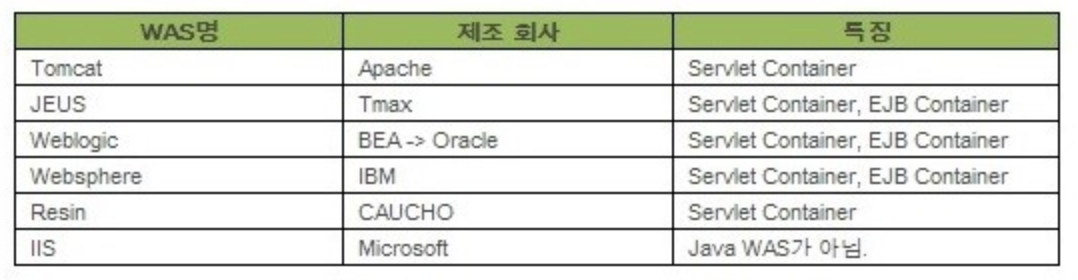 WAS명 제조 회사 특징
Tomcat Apache Servlet Container
JEUS Tmax Servlet Container, EJB Container
Weblogic BEA -> Oracle Servlet Container, EJB Container
Websphere IBM Servlet Container, EJB Container
Resin CAUCHO Servlet Container
IIS Microsoft Java WAS가 아님.